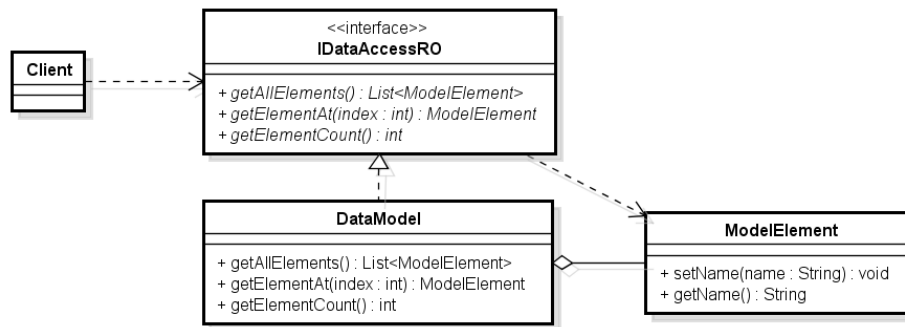 Client
<<interface>>
IDataAccessRO
+ getAllElements() : List<ModelElement>
+ getElementAt(index : int) : ModelElement
+ getElementCount() : int
DataModel
+ getAllElements() : List<ModelElement>
+ getElementAt(index : int) : ModelElement
+ getElementCount() : int
ModelElement
+ setName(name : String) : void
+ getName() : String